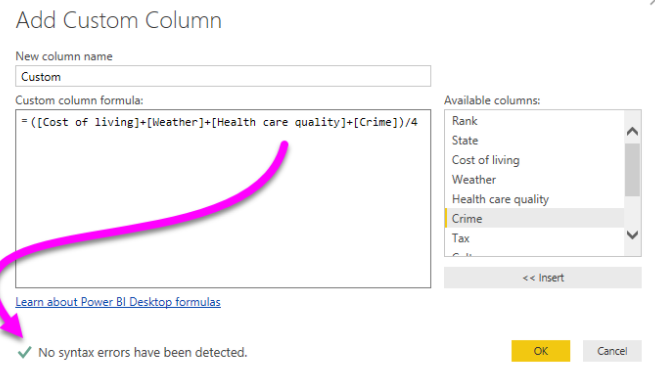 Add Custom Column
New column name
Custom
Custom column formula:
= ([Cost of living]+[Weather]+[Health care quality]+[Crime])/4
Available columns:
Rank
State
Cost of living
Weather
Health care quality
Crime
Tax
<< Insert
Learn about Power BI Desktop formulas
No syntax errors have been detected.
OK
Cancel